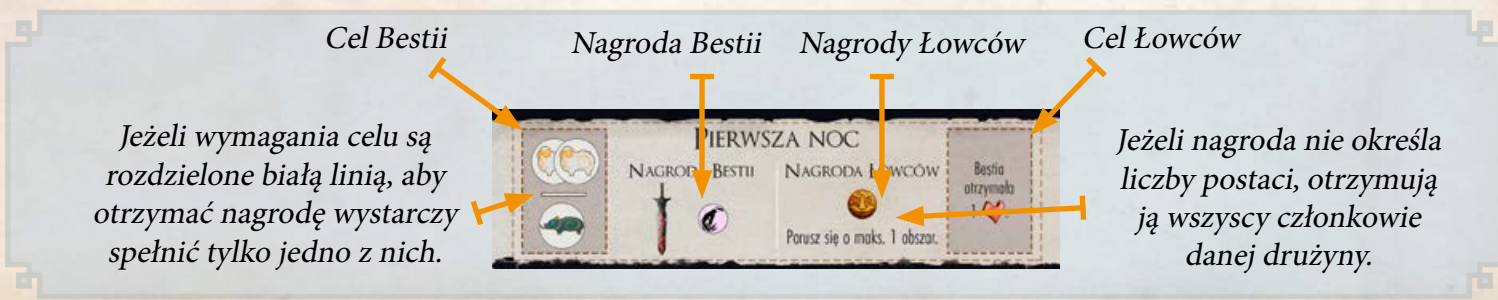 Cel Bestii
Nagroda Bestii
Nagrody Łowców
Cel Łowców
Jeżeli wymagania celu są
rozdzielone białą linią, aby
otrzymać nagrodę wystarczy
spełnić tylko jedno z nich.
PIERWSZA NOC
NAGRODA BESTII
NAGRODA ŁOWCÓW
Porusz się o maks. 1 obszar.
Bestia
otrzymała
1
Jeżeli nagroda nie określa
liczby postaci, otrzymują
ją wszyscy członkowie
danej drużyny.